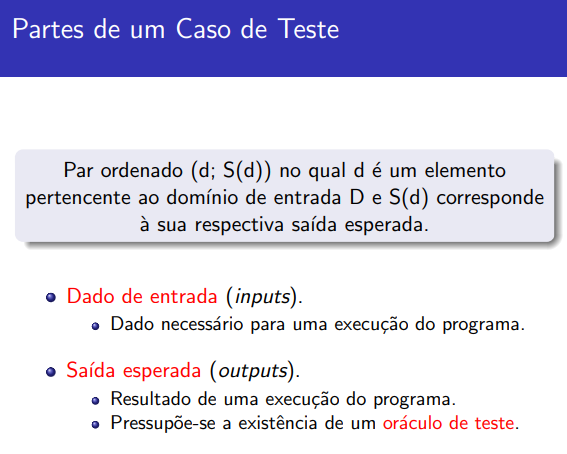 Partes de um Caso de Teste
Par ordenado (d; S(d)) no qual d é um elemento
pertencente ao domínio de entrada D e S(d) corresponde
à sua respectiva saída esperada.
Dado de entrada (inputs).
Dado necessário para uma execução do programa.
Saída esperada (outputs).
Resultado de uma execução do programa.
Pressupõe-se a existência de um oráculo de teste.